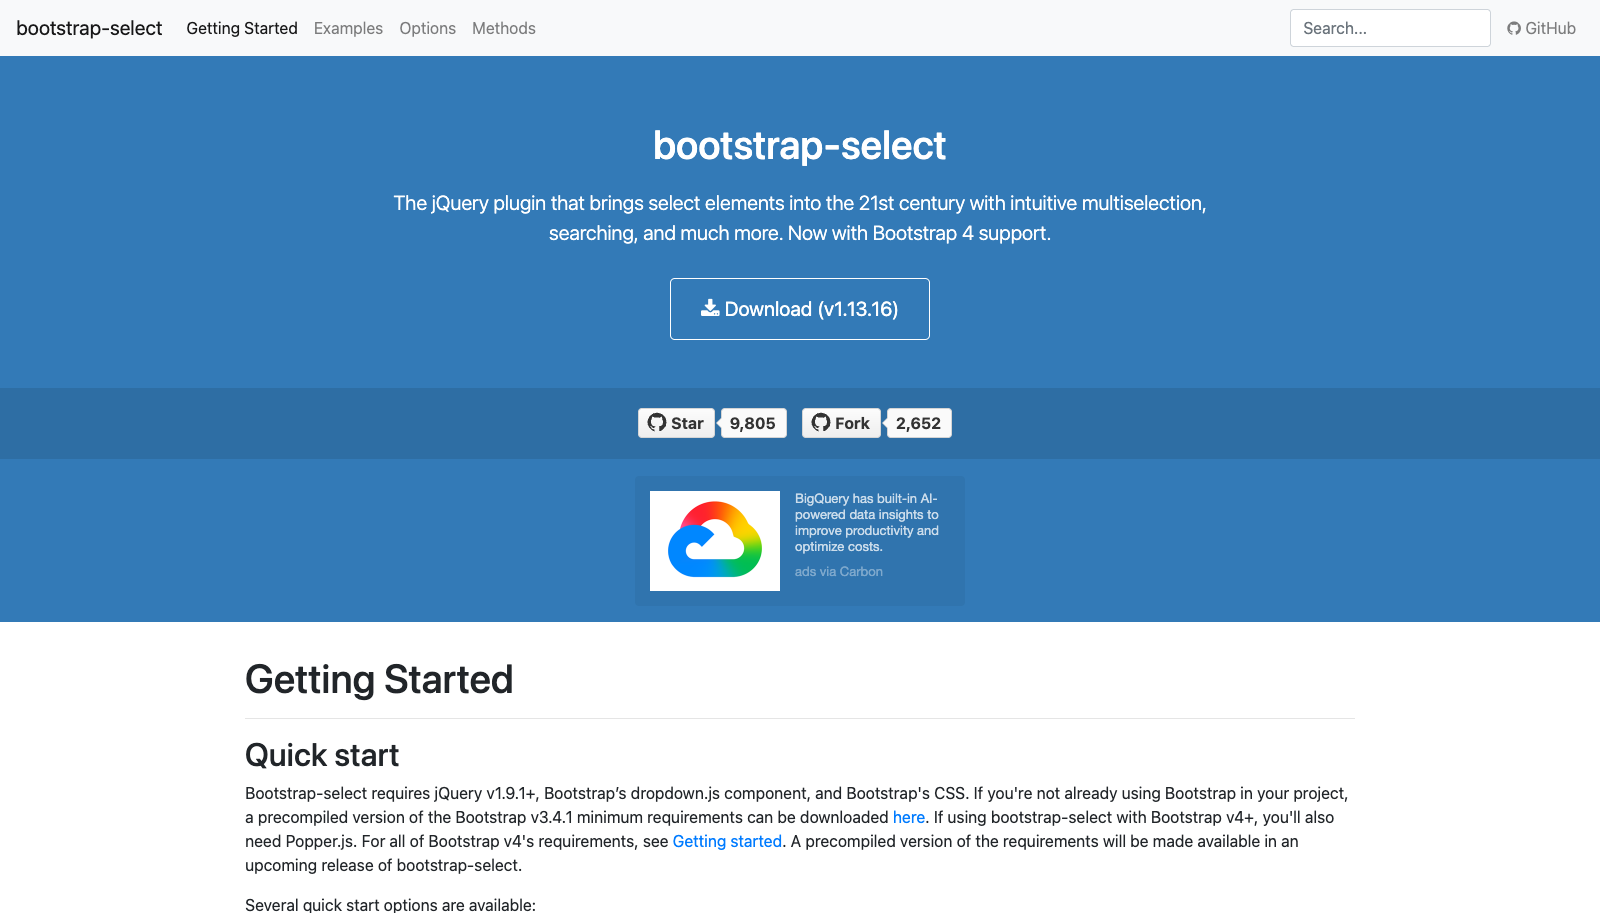 bootstrap-select Getting Started Examples Options Methods Search... GitHub
bootstrap-select
The jQuery plugin that brings select elements into the 21st century with intuitive multiselection,
searching, and much more. Now with Bootstrap 4 support.
Download (v1.13.16)
Star 9,805 Fork 2,652
BigQuery has built-in AI-
powered data insights to
improve productivity and
optimize costs.
ads via Carbon
Getting Started
Quick start
Bootstrap-select requires jQuery v1.9.1+, Bootstrap’s dropdown.js component, and Bootstrap's CSS. If you're not already using Bootstrap in your project,
a precompiled version of the Bootstrap v3.4.1 minimum requirements can be downloaded here. If using bootstrap-select with Bootstrap v4+, you'll also
need Popper.js. For all of Bootstrap v4's requirements, see Getting started. A precompiled version of the requirements will be made available in an
upcoming release of bootstrap-select.
Several quick start options are available: